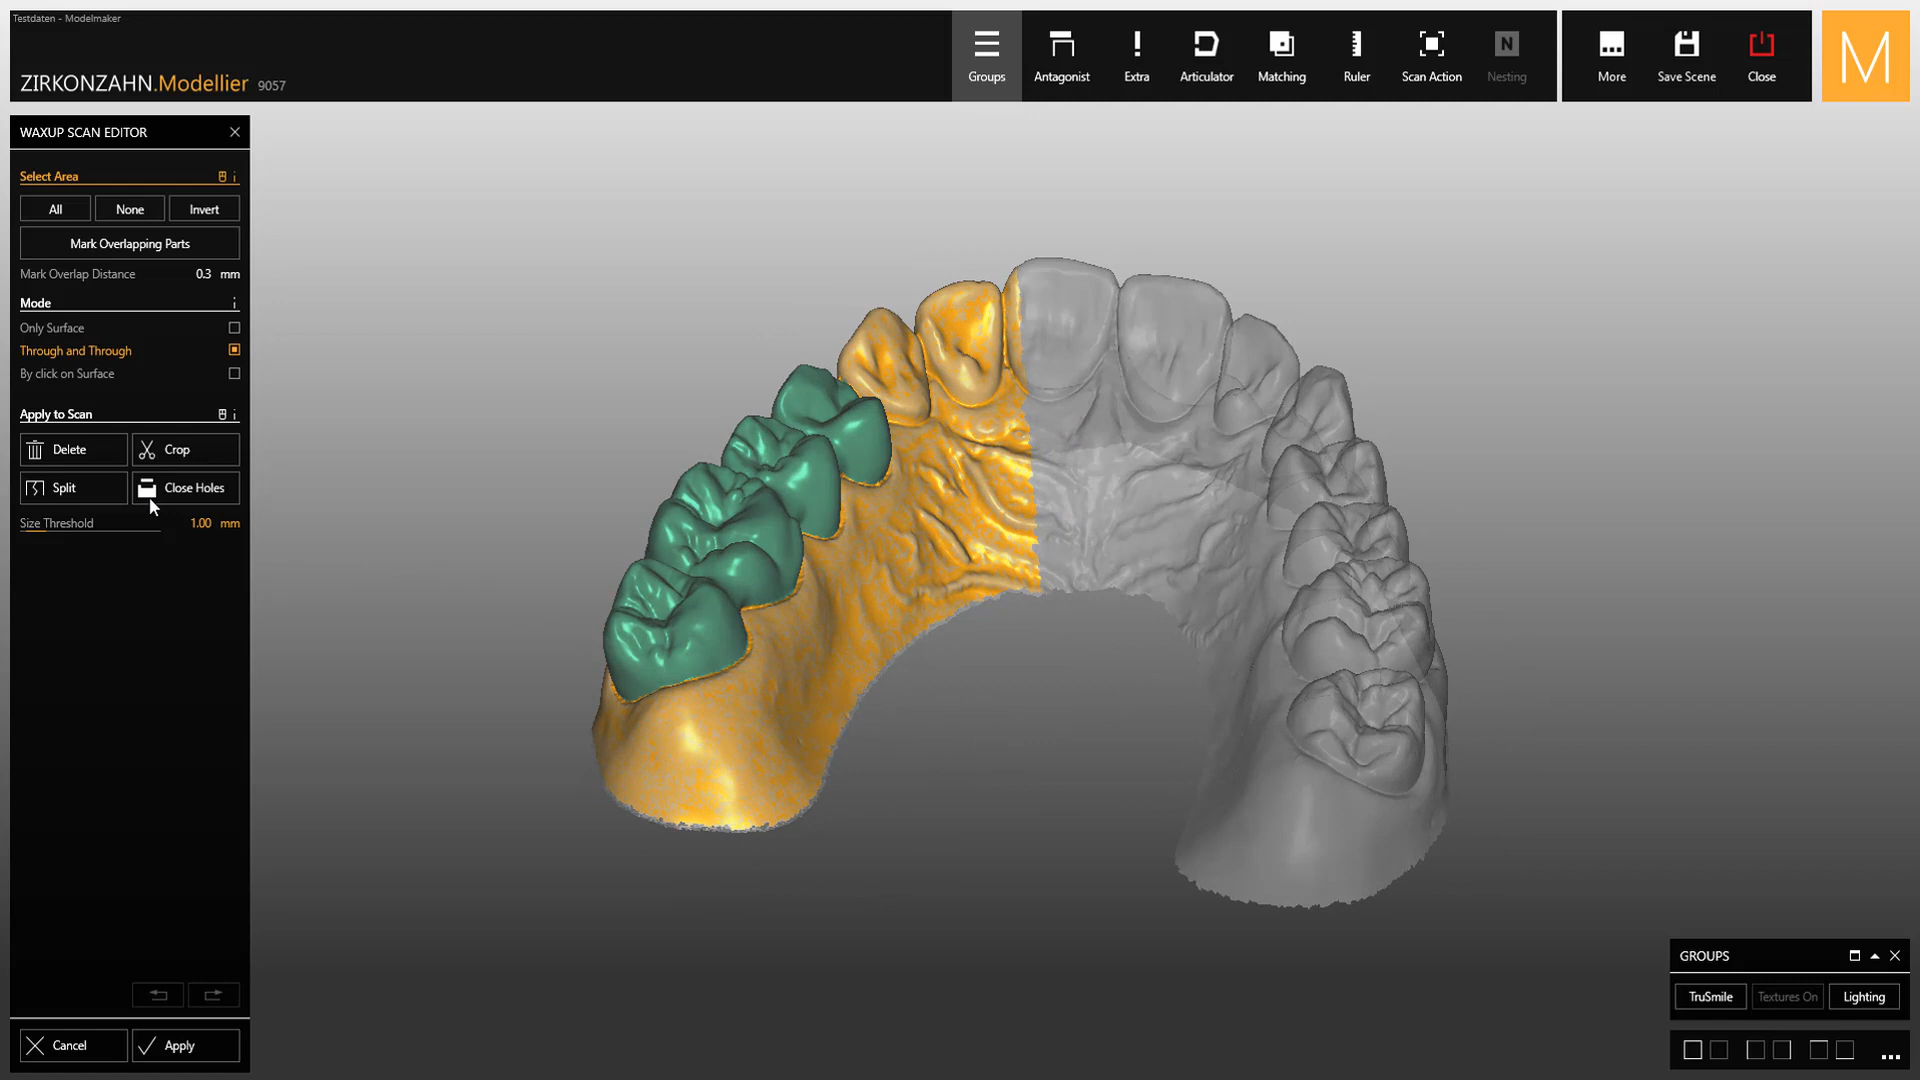 Testdaten - Modelmaker
ZIRKONZAHN.Modellier 9057
Groups
Antagonist
Extra
Articulator
Matching
Ruler
Scan Action
N
Nesting
More
Save Scene
Close
M
WAXUP SCAN EDITOR
Select Area
All
None
Invert
Mark Overlapping Parts
Mark Overlap Distance 0.3 mm
Mode
Only Surface
Through and Through
By click on Surface
Apply to Scan
Delete
Crop
Split
Close Holes
Size Threshold 1.00 mm
Cancel
Apply
GROUPS
TruSmile
Textures On
Lighting